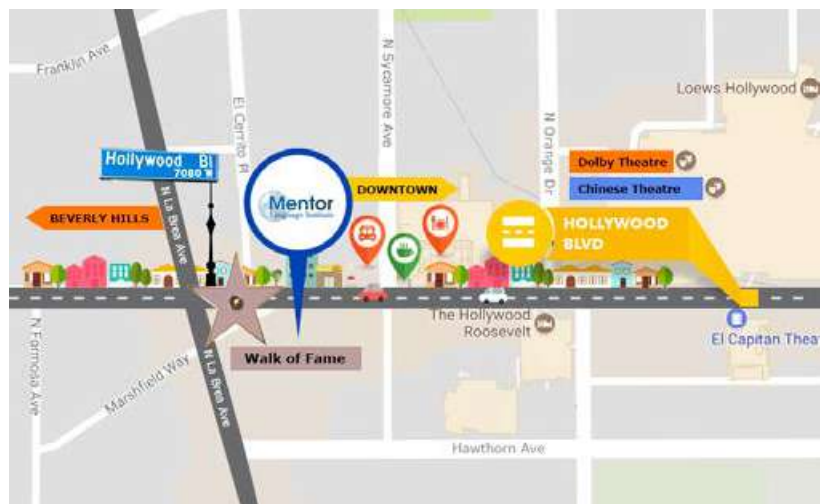 Franklin Ave
El Cerrito Pl
N Sycamore Ave
N Orange Dr
Loews Hollywood
Hollywood Bl
7080 W
N La Brea Ave
Mentor
Language Institute
DOWNTOWN
Dolby Theatre
Chinese Theatre
BEVERLY HILLS
HOLLYWOOD
BLVD
The Hollywood
Roosevelt
El Capitan Thea
Walk of Fame
N Formosa Ave
Marshfield Way
N La Brea Ave
Hawthorn Ave